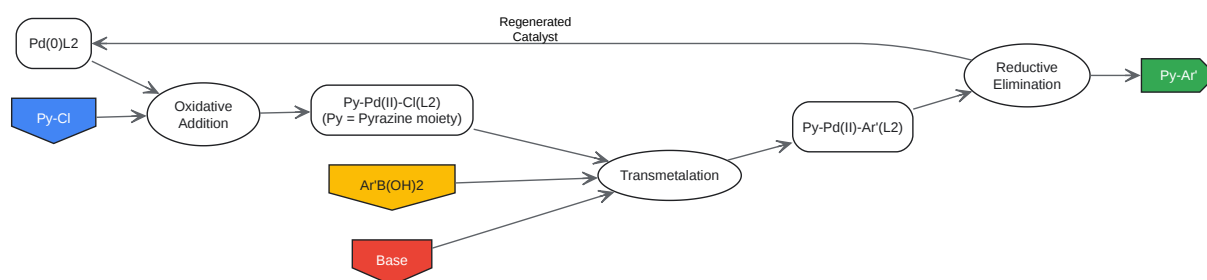 Regenerated
Catalyst
Pd(0)L2
Py-Cl
Oxidative
Addition
Py-Pd(II)-Cl(L2)
(Py = Pyrazine moiety)
Ar'B(OH)2
Base
Transmetalation
Py-Pd(II)-Ar'(L2)
Reductive
Elimination
Py-Ar'